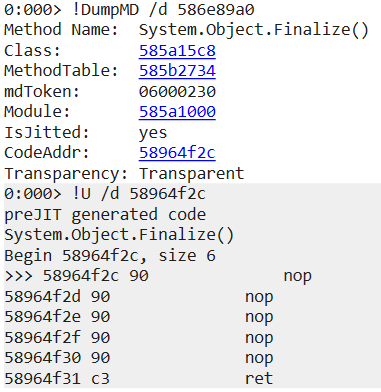 0:000> !DumpMD /d 586e89a0
Method Name:  System.Object.Finalize()
Class:        585a15c8
MethodTable:  585b2734
mdToken:      06000230
Module:       585a1000
IsJitted:     yes
CodeAddr:     58964f2c
Transparency: Transparent
0:000> !U /d 58964f2c
preJIT generated code
System.Object.Finalize()
Begin 58964f2c, size 6
>>> 58964f2c 90              nop
58964f2d 90              nop
58964f2e 90              nop
58964f2f 90              nop
58964f30 90              nop
58964f31 c3              ret